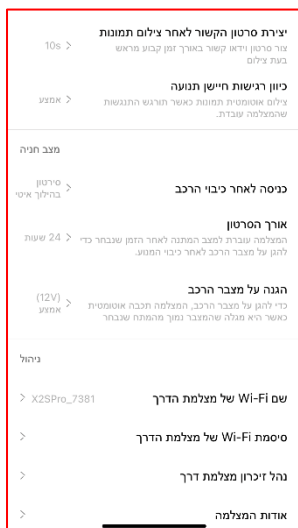 יצירת סרטון הקשור לאחר צילום תמונות
צור סרטון וידאו קשור באורך זמן קבוע מראש
בעת צילום
10s
כיוון רגישות חיישן תנועה
צילום אוטומטית תמונות כאשר תורגש התנגשות
שהמצלמה עובדת.
אמצע
מצב חניה
כניסה לאחר כיבוי הרכב
סירטון
בהילוך איטי
אורך הסרטון
המצלמה עוברת למצב המתנה לאחר הזמן שנבחר כדי
להגן על מצבר הרכב לאחר כיבוי המנוע.
24 שעות
הגנה על מצבר הרכב
כדי להגן על מצבר הרכב, המצלמה תכבה אוטומטית
כאשר היא מגלה שהמצבר נמוך מהמתח שנבחר
(12V)
אמצע
ניהול
שם Wi-Fi של מצלמת הדרך
X2SPro_7381
סיסמת Wi-Fi של מצלמת הדרך
נהל זיכרון מצלמת דרך
אודות המצלמה